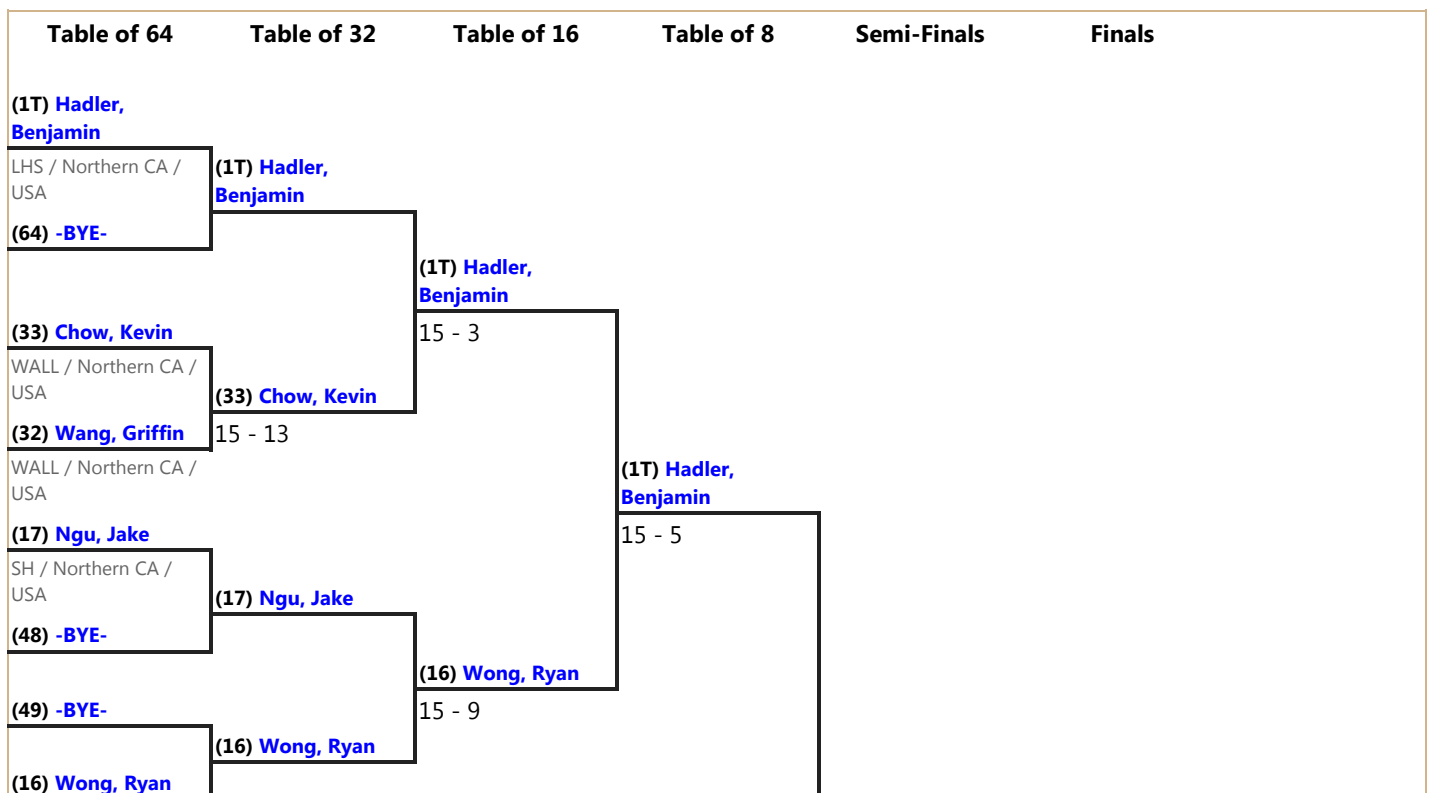 Table of 64 Table of 32 Table of 16 Table of 8 Semi-Finals Finals
(1T) Hadler,
Benjamin
LHS / Northern CA /
USA
(1T) Hadler,
Benjamin
(64) -BYE-
(1T) Hadler,
Benjamin
15 - 3
(33) Chow, Kevin
WALL / Northern CA /
USA
(33) Chow, Kevin
15 - 13
(32) Wang, Griffin
WALL / Northern CA /
USA
(1T) Hadler,
Benjamin
15 - 5
(17) Ngu, Jake
SH / Northern CA /
USA
(17) Ngu, Jake
(48) -BYE-
(16) Wong, Ryan
15 - 9
(49) -BYE-
(16) Wong, Ryan
(16) Wong, Ryan